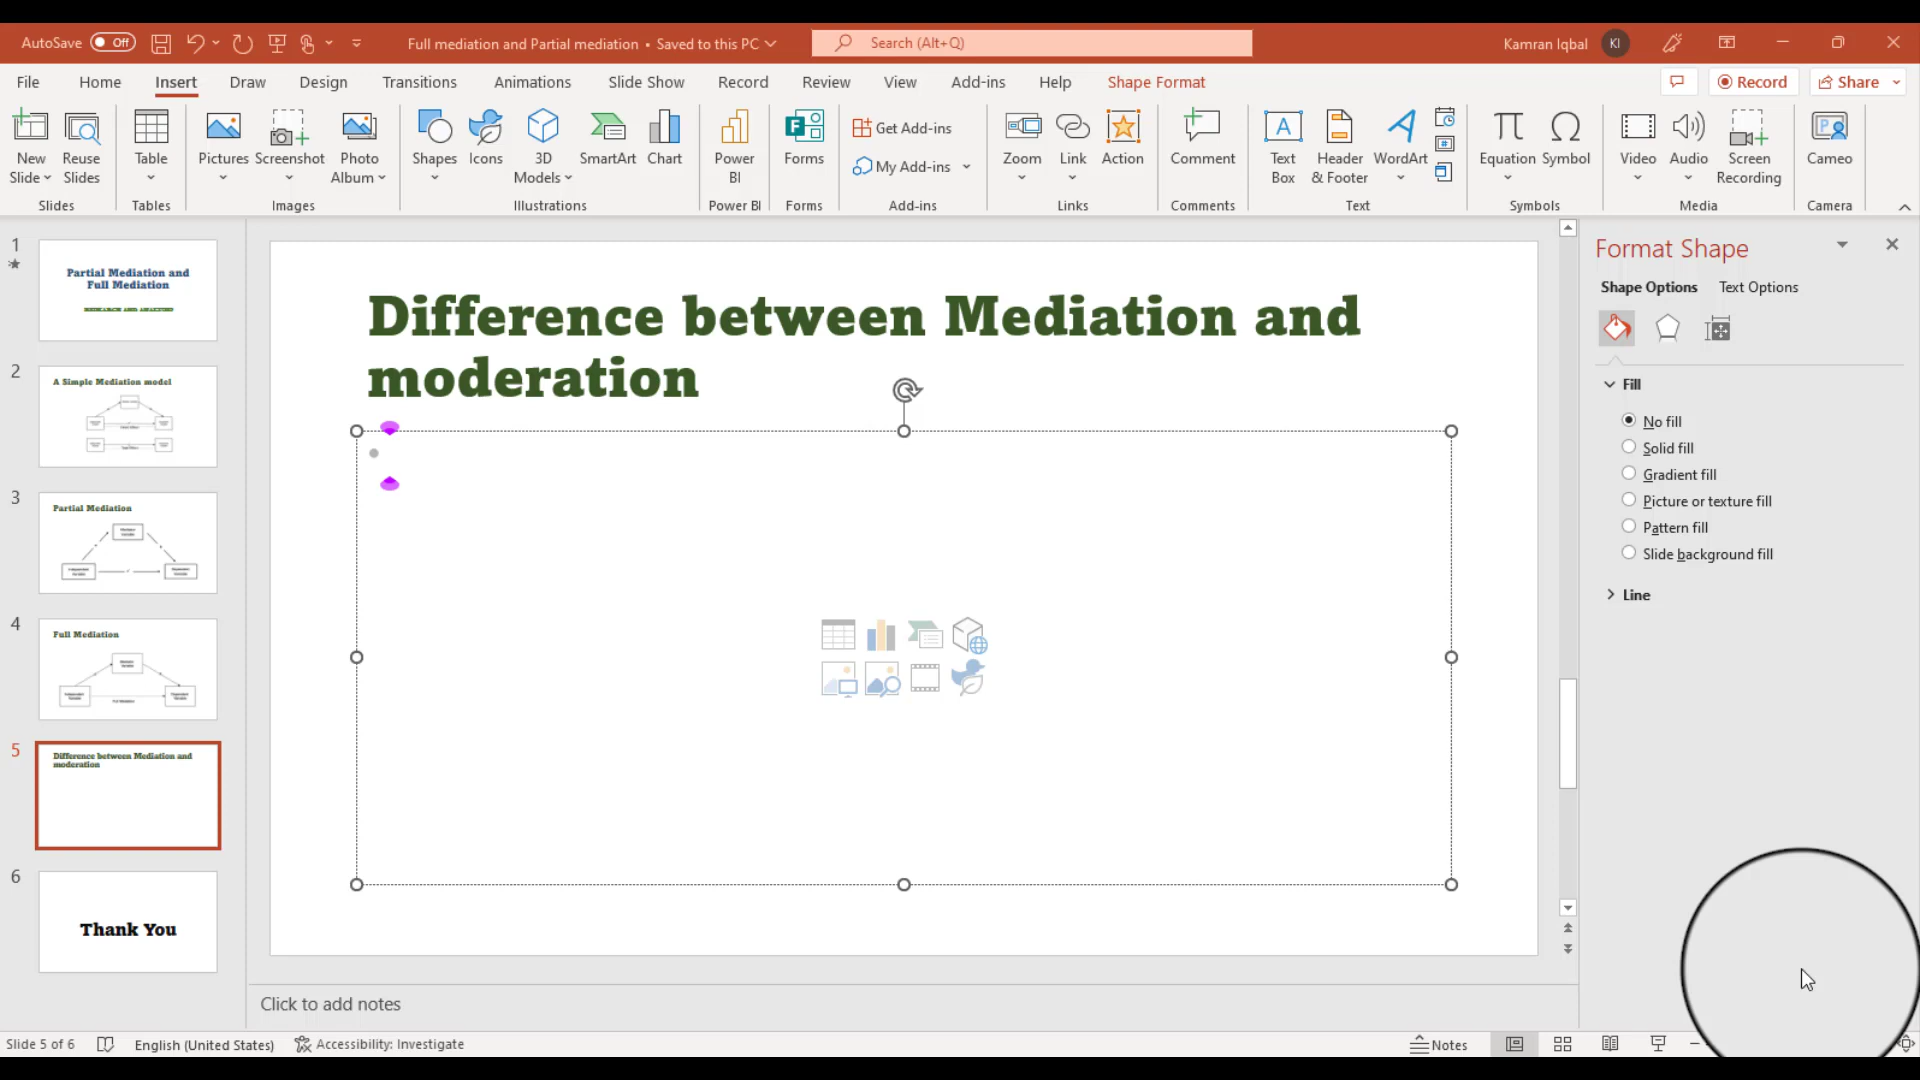 AutoSave Off Full mediation and Partial mediation • Saved to this PC Search (Alt+Q) Kamran Iqbal KI
File Home Insert Draw Design Transitions Animations Slide Show Record Review View Add-ins Help Shape Format Record Share
New Slide Reuse Slides Table Pictures Screenshot Photo Album Shapes Icons 3D Models SmartArt Chart Power BI Forms Get Add-ins My Add-ins Zoom Link Action Comment Text Box Header & Footer WordArt Equation Symbol Video Audio Screen Recording Cameo
Slides Tables Images Illustrations Power BI Forms Add-ins Links Comments Text Symbols Media Camera
1
Partial Mediation and
Full Mediation
2
A Simple Mediation model
3
Partial Mediation
4
Full Mediation
5
Difference between Mediation and
moderation
6
Thank You
Difference between Mediation and
moderation
Click to add notes
Format Shape
Shape Options Text Options
Fill
No fill
Solid fill
Gradient fill
Picture or texture fill
Pattern fill
Slide background fill
Line
Slide 5 of 6 English (United States) Accessibility: Investigate Notes